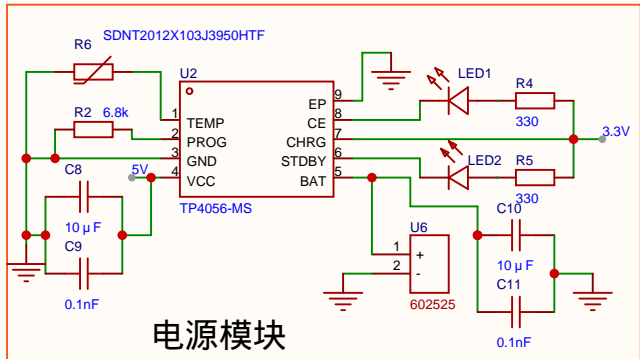 SDNT2012X103J3950HTF
R6
U2
LED1
R4
9
EP
330
R2 6.8k
1
TEMP
8
CE
2
PROG
7
CHRG
3.3V
3
GND
6
STDBY
LED2
R5
C8
5V
4
VCC
5
BAT
330
TP4056-MS
10μF
C9
U6
C10
1
+
2
-
10μF
C11
0.1nF
602525
0.1nF
电源模块